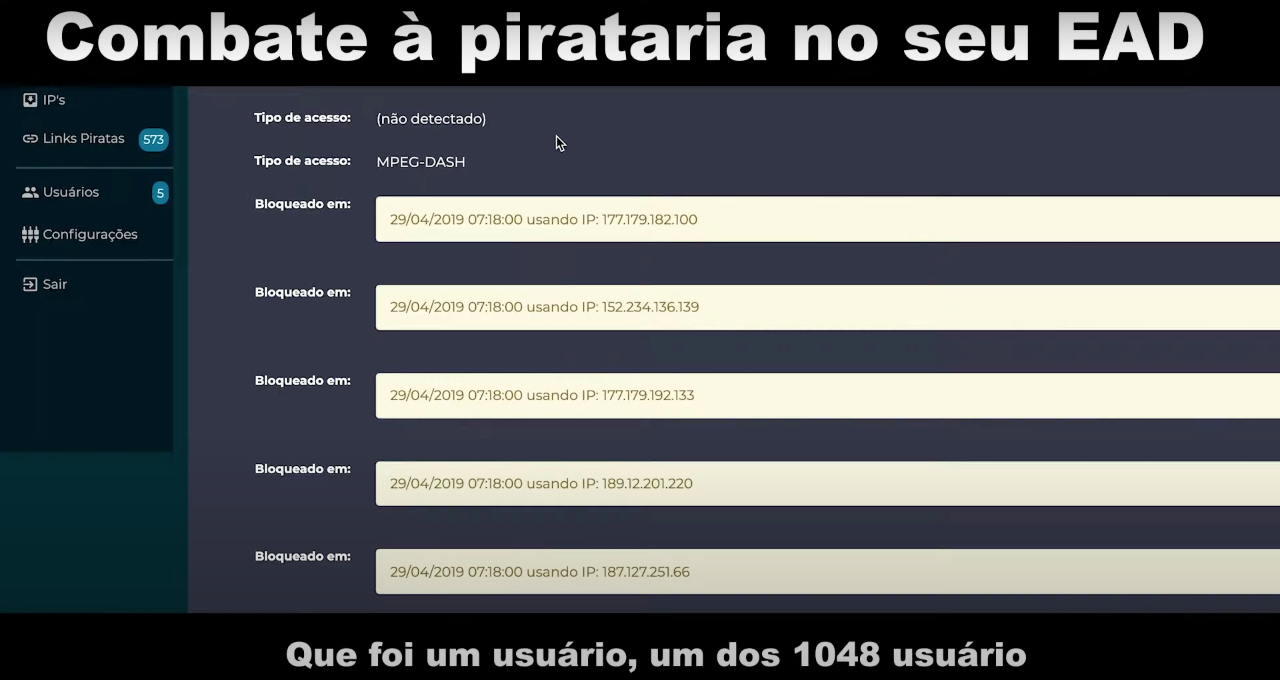 Combate à pirataria no seu EAD
IP's
Links Piratas 573
Usuários 5
Configurações
Sair
Tipo de acesso: (não detectado)
Tipo de acesso: MPEG-DASH
Bloqueado em: 29/04/2019 07:18:00 usando IP: 177.179.182.100
Bloqueado em: 29/04/2019 07:18:00 usando IP: 152.234.136.139
Bloqueado em: 29/04/2019 07:18:00 usando IP: 177.179.192.133
Bloqueado em: 29/04/2019 07:18:00 usando IP: 189.12.201.220
Bloqueado em: 29/04/2019 07:18:00 usando IP: 187.127.251.66
Que foi um usuário, um dos 1048 usuário